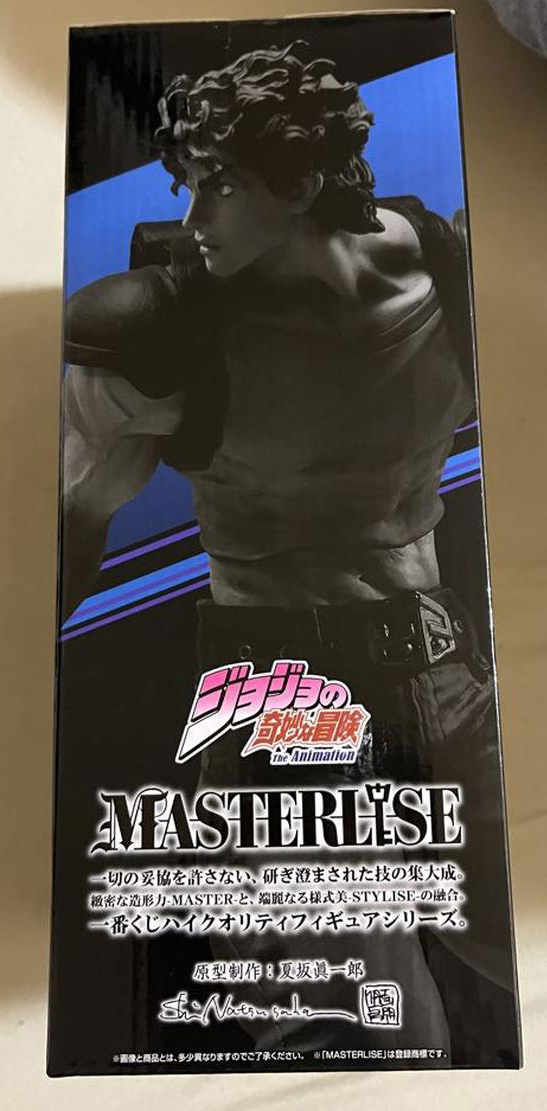 ジョジョの
奇妙な冒険
The Animation
MASTERLISE
一切の妥協を許さない、研ぎ澄まされた技の集大成。
緻密な造形力-MASTER-と、端麗なる様式美-STYLISE-の融合。
一番くじハイクオリティフィギュアシリーズ。
原型制作：夏坂眞一郎
Shin Natsusaka
※画像と商品とは、多少異なりますのでご了承ください。 ※「MASTERLISE」は登録商標です。